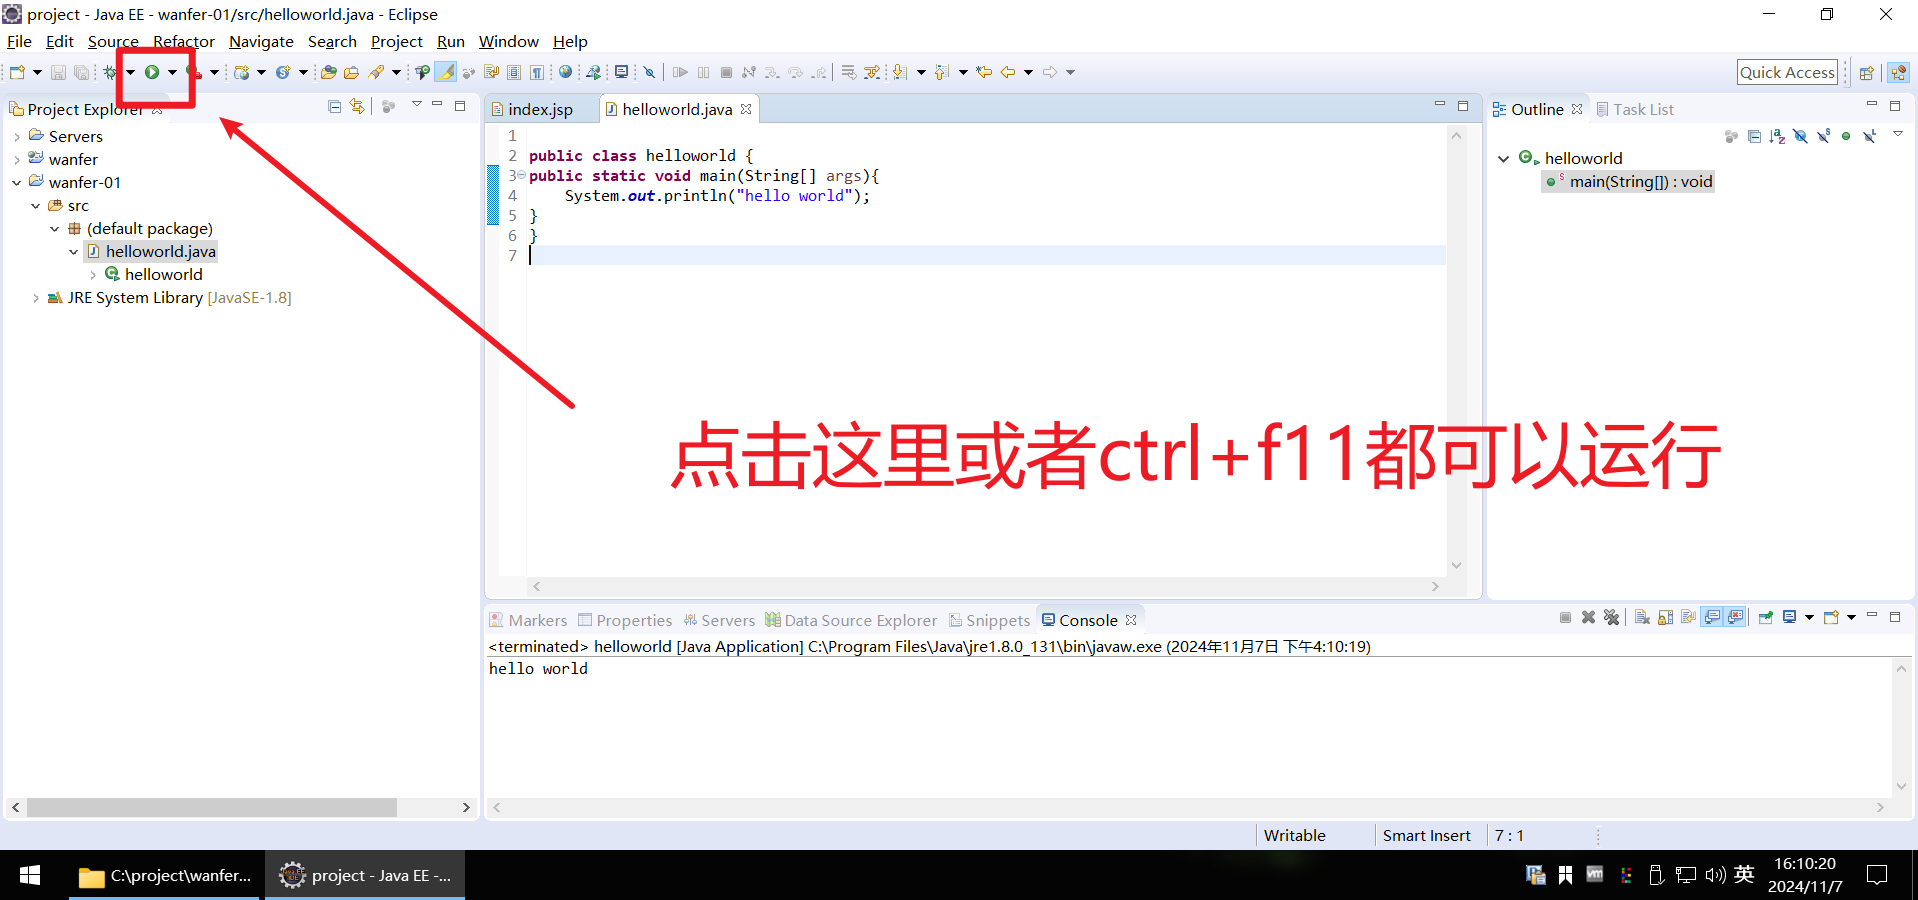 project - Java EE - wanfer-01/src/helloworld.java - Eclipse
File Edit Source Refactor Navigate Search Project Run Window Help
Quick Access
Project Explorer
Servers
wanfer
wanfer-01
src
(default package)
helloworld.java
helloworld
JRE System Library [JavaSE-1.8]
index.jsp helloworld.java
1
2 public class helloworld {
3 public static void main(String[] args){
4 System.out.println("hello world");
5 }
6 }
7
Outline Task List
helloworld
main(String[]) : void
点击这里或者ctrl+f11都可以运行
Markers Properties Servers Data Source Explorer Snippets Console
<terminated> helloworld [Java Application] C:\Program Files\Java\jre1.8.0_131\bin\javaw.exe (2024年11月7日 下午4:10:19)
hello world
Writable Smart Insert 7 : 1
C:\project\wanfer... project - Java EE -... 英 16:10:20
2024/11/7